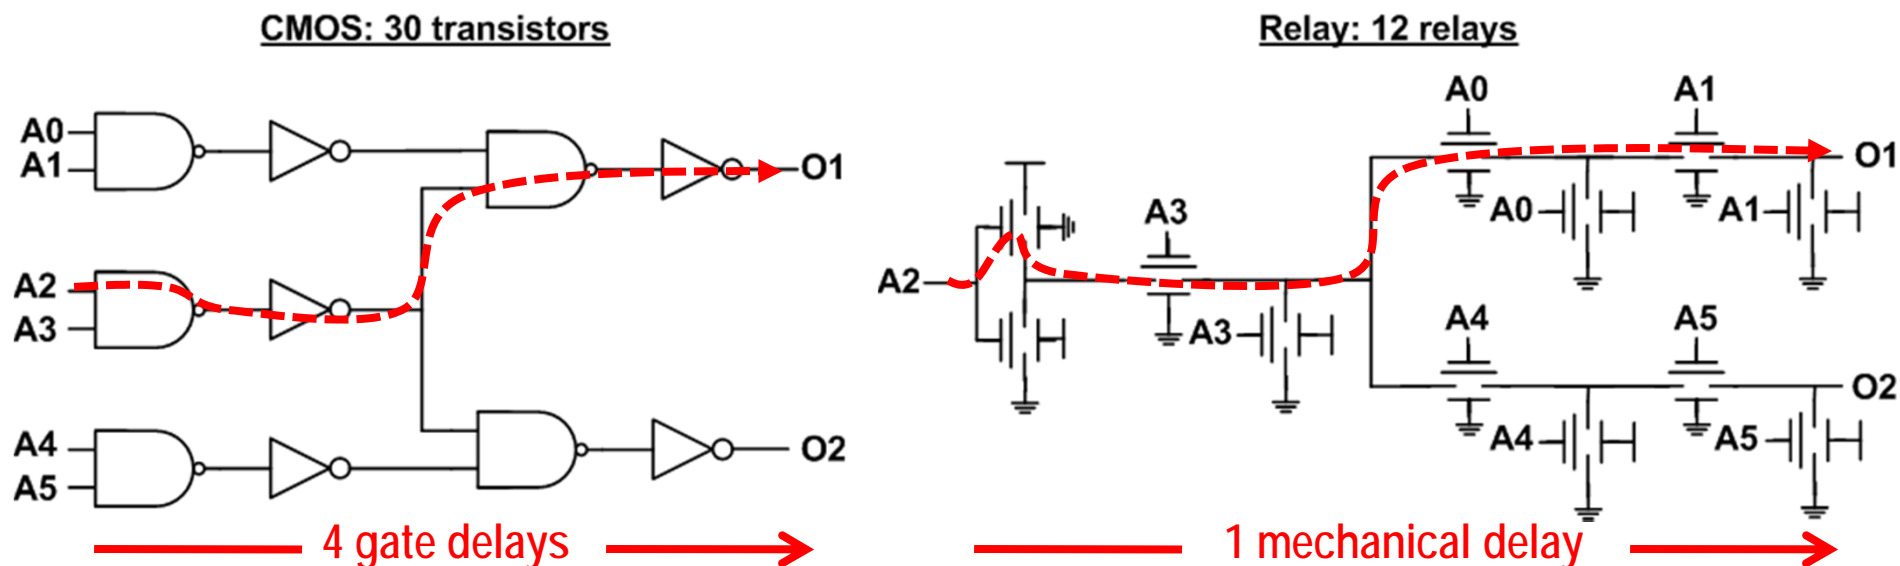 CMOS: 30 transistors
A0
A1
O1
A2
A3
A4
A5
O2
4 gate delays
Relay: 12 relays
A0
A1
O1
A0
A1
A3
A2
A3
A4
A5
O2
A4
A5
1 mechanical delay